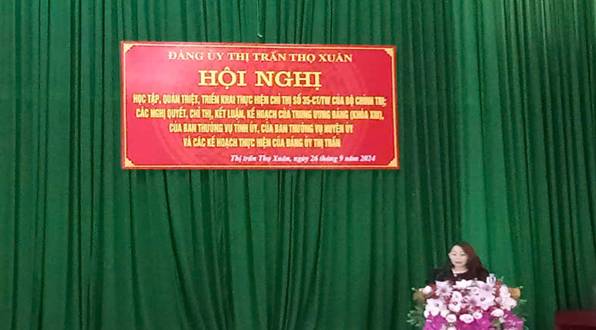 ĐẢNG ỦY THỊ TRẤN THỌ XUÂN
HỘI NGHỊ
HỌC TẬP, QUÁN TRIỆT, TRIỂN KHAI THỰC HIỆN CHỈ THỊ SỐ 35-CT/TW CỦA BỘ CHÍNH TRỊ;
CÁC NGHỊ QUYẾT, CHỈ THỊ, KẾT LUẬN, KẾ HOẠCH CỦA TRUNG ƯƠNG ĐẢNG (KHÓA XIII),
CỦA BAN THƯỜNG VỤ TỈNH ỦY, CỦA BAN THƯỜNG VỤ HUYỆN ỦY
VÀ CÁC KẾ HOẠCH THỰC HIỆN CỦA ĐẢNG ỦY THỊ TRẤN
Thị trấn Thọ Xuân, ngày 26 tháng 9 năm 2024